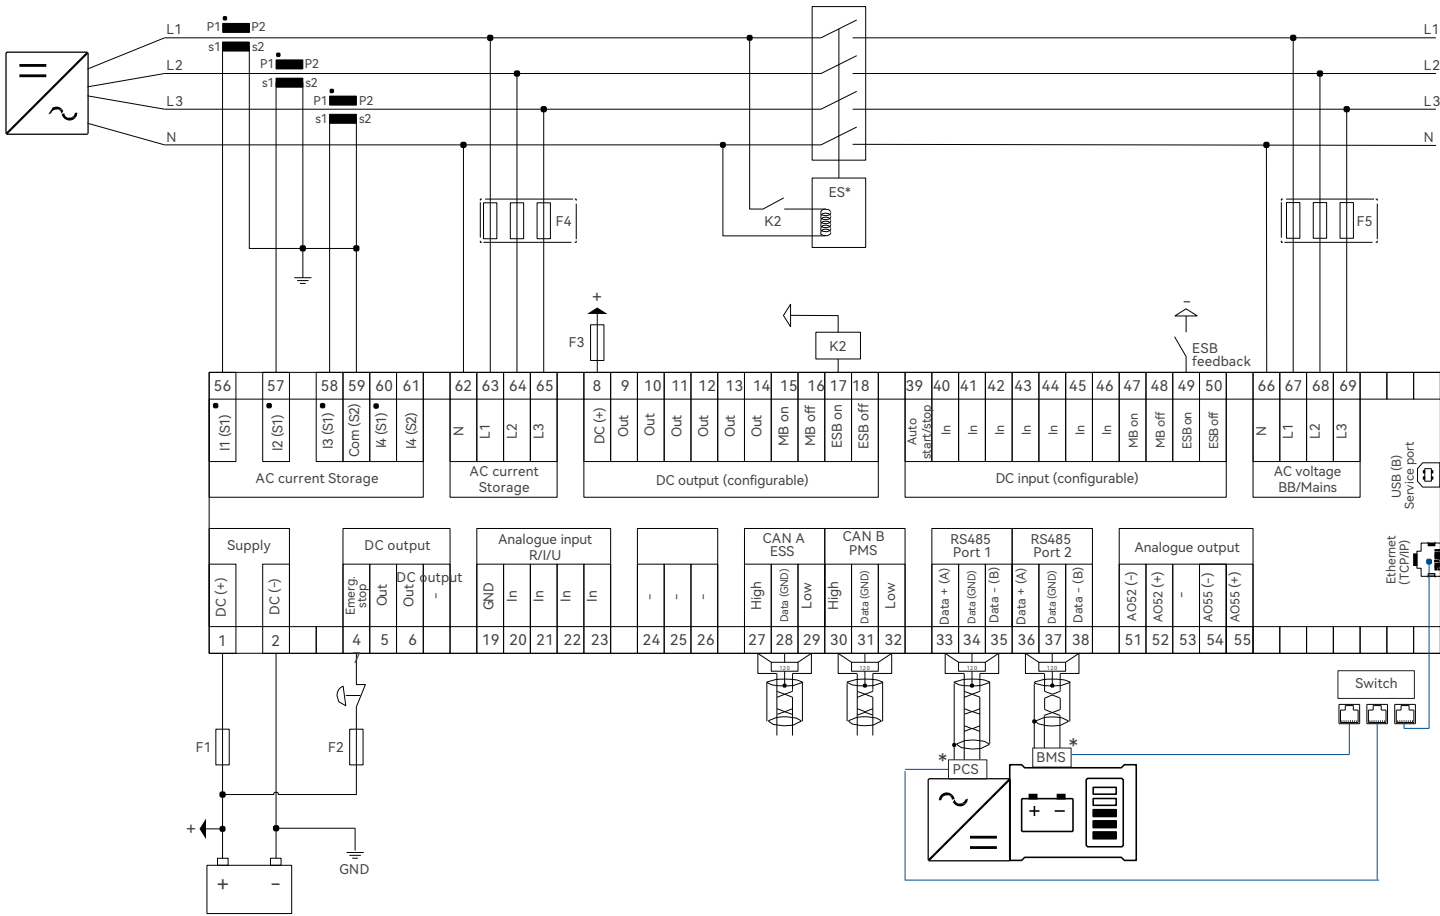 P1 P2
L1 L1
s1 s2
P1 P2
L2 L2
s1 s2
P1 P2
L3 L3
s1 s2
N N
ES*
K2
F4
F5
+
F3
K2
-
ESB
feedback
56 57 58 59 60 61 62 63 64 65 8 9 10 11 12 13 14 15 16 17 18 39 40 41 42 43 44 45 46 47 48 49 50 66 67 68 69
I1 (S1)
I2 (S1)
I3 (S1)
Com (S2)
I4 (S1)
I4 (S2)
N
L1
L2
L3
DC (+)
Out
Out
Out
Out
Out
Out
MB on
MB off
ESB on
ESB off
Auto
start/stop
In
In
In
In
In
In
In
MB on
MB off
ESB on
ESB off
N
L1
L2
L3
AC current Storage
AC current
Storage
DC output (configurable)
DC input (configurable)
AC voltage
BB/Mains
USB (B)
Service port
Ethernet
(TCP/IP)
Supply
DC output
Analogue input
R/I/U
CAN A
ESS
CAN B
PMS
RS485
Port 1
RS485
Port 2
Analogue output
DC (+)
DC (-)
Emerg.
stop
Out
Out
DC output
-
GND
In
In
In
In
-
-
-
High
Data (GND)
Low
High
Data (GND)
Low
Data + (A)
Data (GND)
Data - (B)
Data + (A)
Data (GND)
Data - (B)
AO52 (-)
AO52 (+)
-
AO55 (-)
AO55 (+)
1 2 4 5 6 19 20 21 22 23 24 25 26 27 28 29 30 31 32 33 34 35 36 37 38 51 52 53 54 55
120 120 120 120
Switch
F1
F2
* PCS
BMS *
+ -
+
GND
+ -